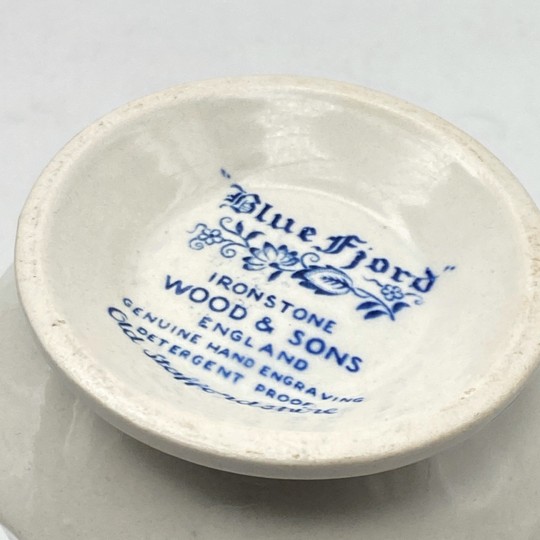 "Blue Fjord"
IRONSTONE
WOOD & SONS
ENGLAND
GENUINE HAND ENGRAVING
DETERGENT PROOF
Old Staffordshire